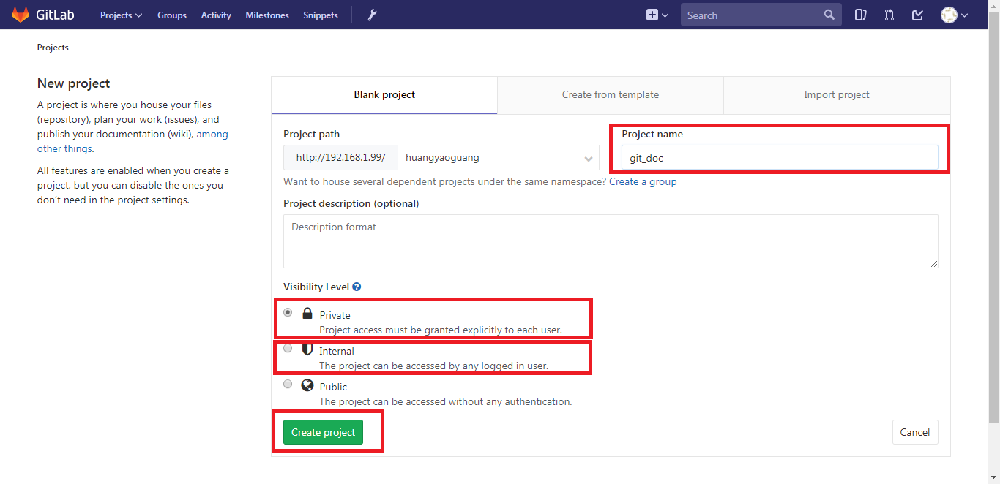 GitLab Projects Groups Activity Milestones Snippets Search
Projects
New project
A project is where you house your files
(repository), plan your work (issues), and
publish your documentation (wiki), among
other things.
All features are enabled when you create a
project, but you can disable the ones you
don't need in the project settings.
Blank project Create from template Import project
Project path Project name
http://192.168.1.99/ huangyaoguang git_doc
Want to house several dependent projects under the same namespace? Create a group
Project description (optional)
Description format
Visibility Level ?
Private
Project access must be granted explicitly to each user.
Internal
The project can be accessed by any logged in user.
Public
The project can be accessed without any authentication.
Create project Cancel